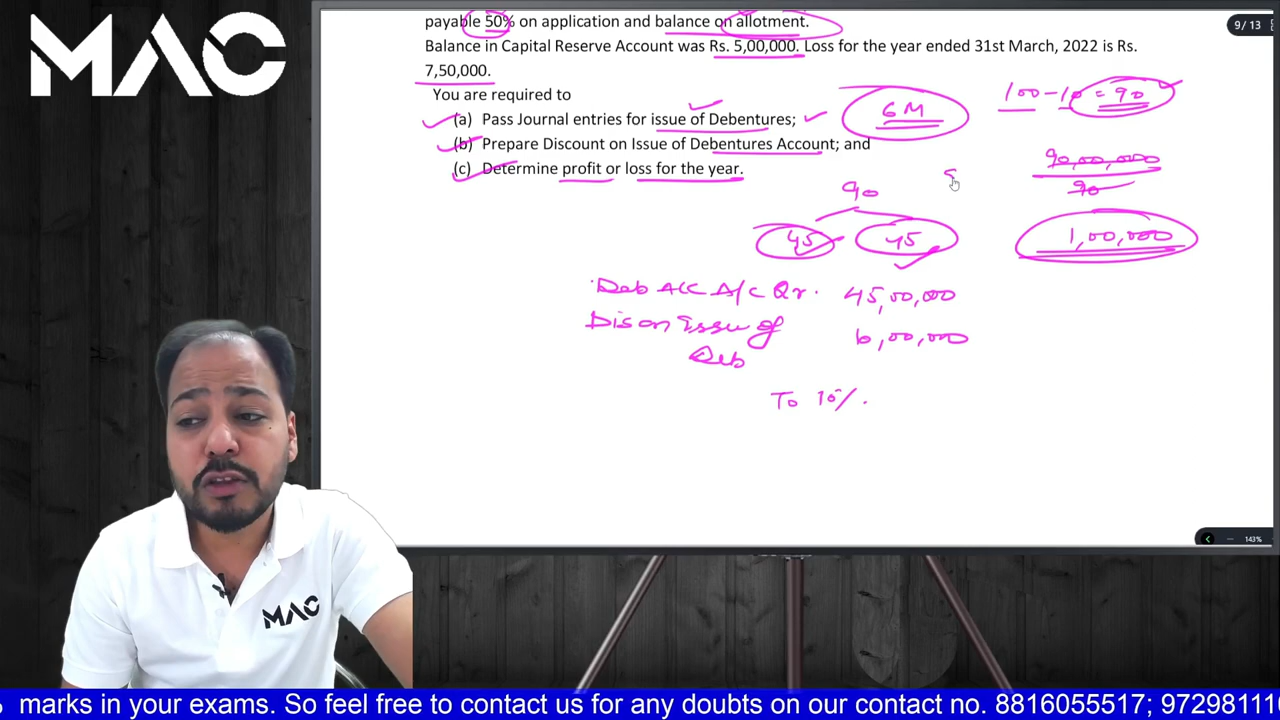 MAC
payable 50% on application and balance on allotment.
Balance in Capital Reserve Account was Rs. 5,00,000. Loss for the year ended 31st March, 2022 is Rs.
7,50,000.
You are required to
(a) Pass Journal entries for issue of Debentures;
(b) Prepare Discount on Issue of Debentures Account; and
(c) Determine profit or loss for the year.
9/13
6M
100-10 = 90
90,00,000
90
1,00,000
90
45 45
Deb All A/c Dr. 45,00,000
Dis on issue of 6,00,000
Deb
To 10%.
MAC
143%
marks in your exams. So feel free to contact us for any doubts on our contact no. 8816055517; 972981110